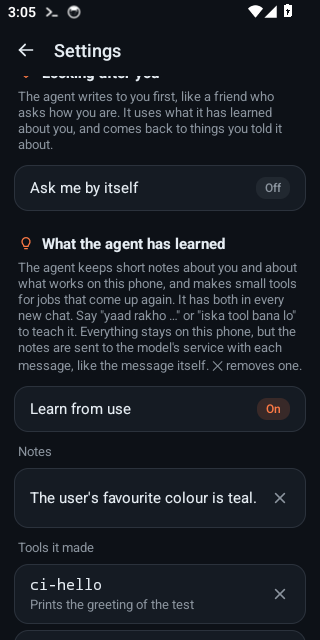 3:05
Settings
Looking after you
The agent writes to you first, like a friend who
asks how you are. It uses what it has learned
about you, and comes back to things you told it
about.
Ask me by itself
Off
What the agent has learned
The agent keeps short notes about you and about
what works on this phone, and makes small tools
for jobs that come up again. It has both in every
new chat. Say "yaad rakho …" or "iska tool bana lo"
to teach it. Everything stays on this phone, but the
notes are sent to the model's service with each
message, like the message itself. ✕ removes one.
Learn from use
On
Notes
The user's favourite colour is teal.
Tools it made
ci-hello
Prints the greeting of the test